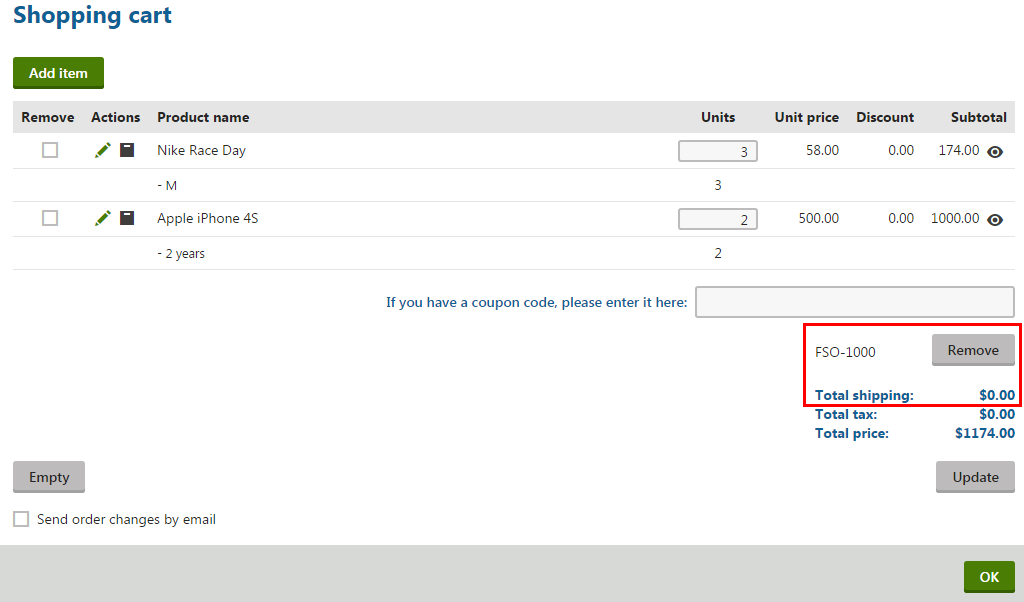 Shopping cart
Add item
Remove Actions Product name Units Unit price Discount Subtotal
Nike Race Day 3 58.00 0.00 174.00
- M 3
Apple iPhone 4S 2 500.00 0.00 1000.00
- 2 years 2
If you have a coupon code, please enter it here:
FSO-1000 Remove
Total shipping: $0.00
Total tax: $0.00
Total price: $1174.00
Empty Update
Send order changes by email
OK